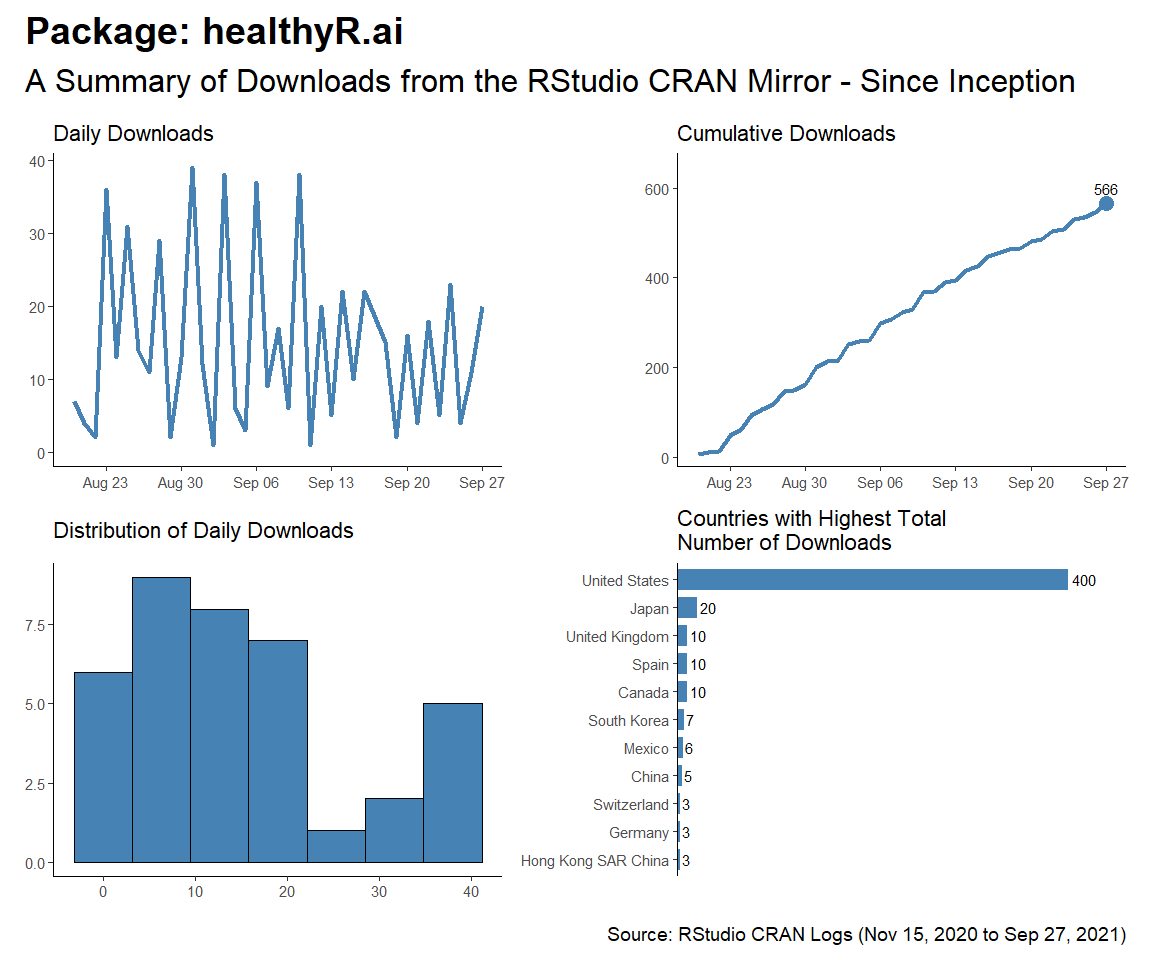 Package: healthyR.ai
A Summary of Downloads from the RStudio CRAN Mirror - Since Inception
Daily Downloads
40
30
20
10
0
Aug 23 Aug 30 Sep 06 Sep 13 Sep 20 Sep 27
Cumulative Downloads
600
400
200
0
566
Aug 23 Aug 30 Sep 06 Sep 13 Sep 20 Sep 27
Distribution of Daily Downloads
7.5
5.0
2.5
0.0
0 10 20 30 40
Countries with Highest Total
Number of Downloads
United States 400
Japan 20
United Kingdom 10
Spain 10
Canada 10
South Korea 7
Mexico 6
China 5
Switzerland 3
Germany 3
Hong Kong SAR China 3
Source: RStudio CRAN Logs (Nov 15, 2020 to Sep 27, 2021)